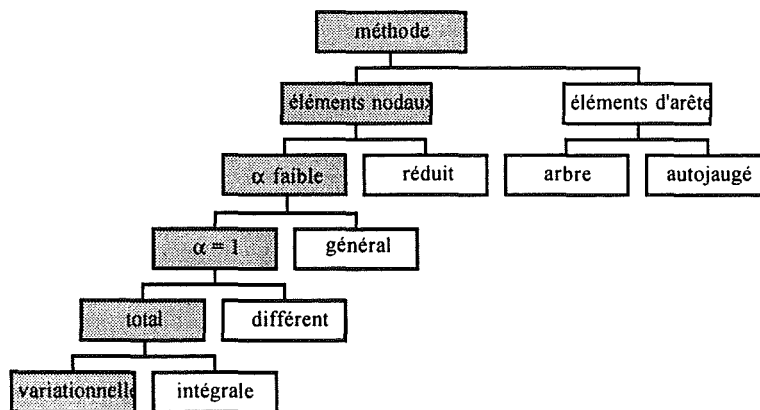 méthode
éléments nodaux
éléments d'arête
α faible
réduit
arbre
autojaugé
α = 1
général
total
différent
variationnelle
intégrale